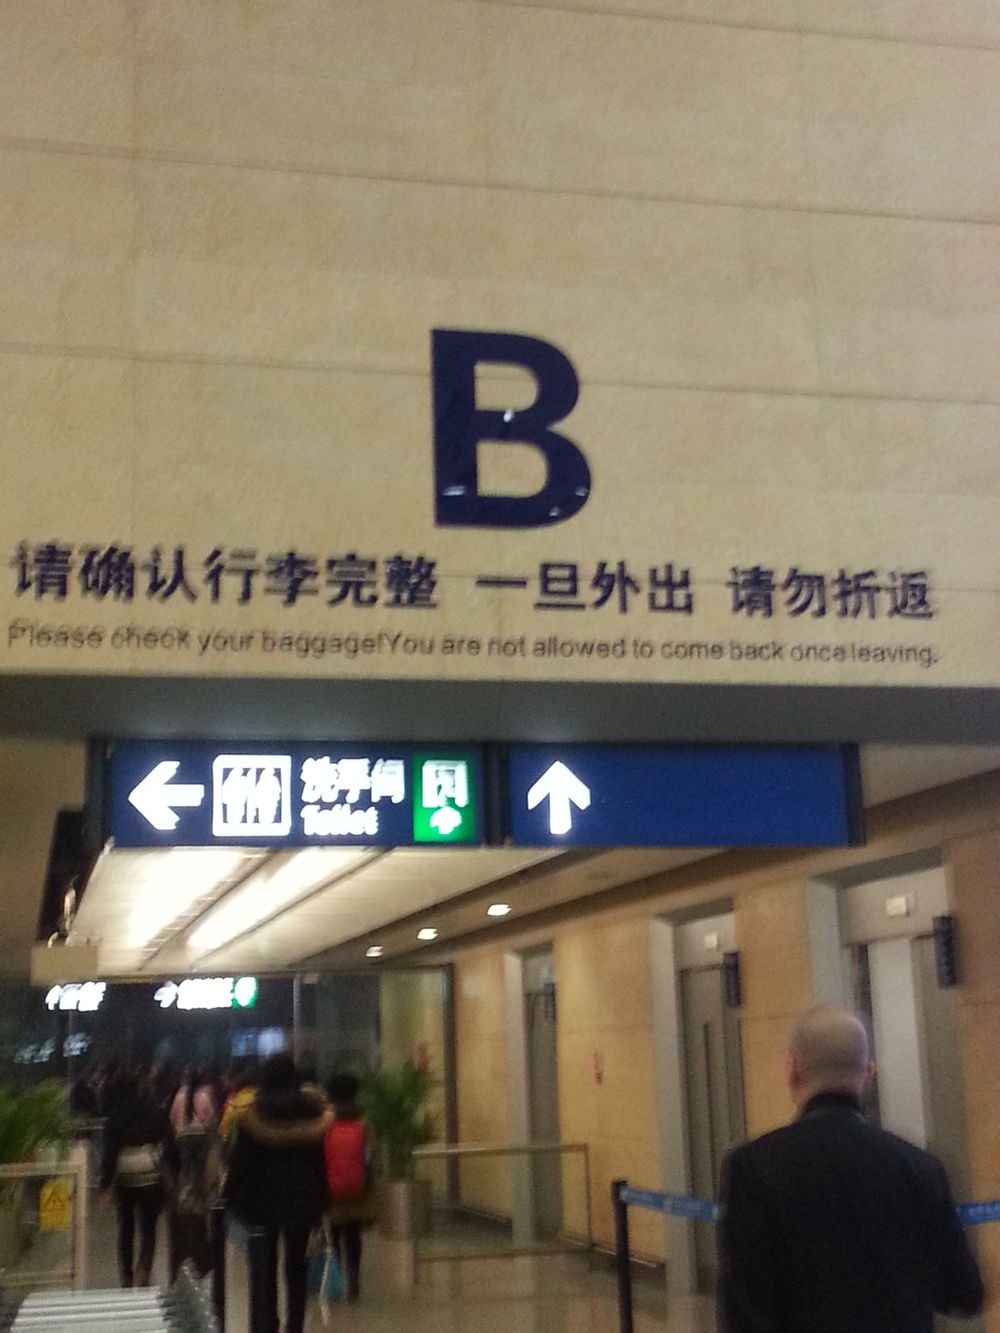 B
请确认行李完整 一旦外出 请勿折返
Please check your baggage!You are not allowed to come back once leaving.
洗手间
Toilet